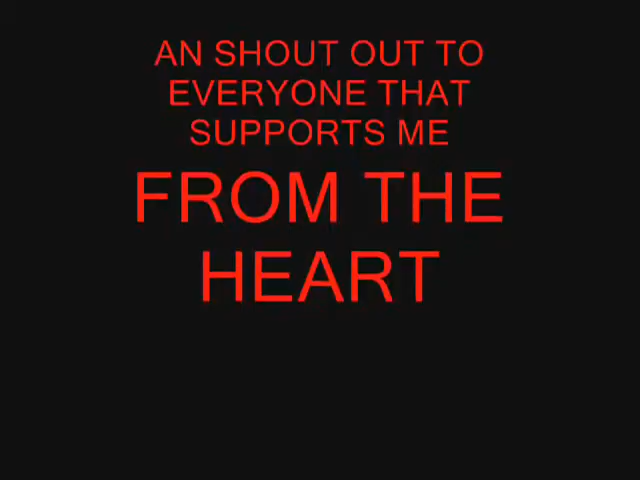 AN SHOUT OUT TO
EVERYONE THAT
SUPPORTS ME
FROM THE
HEART